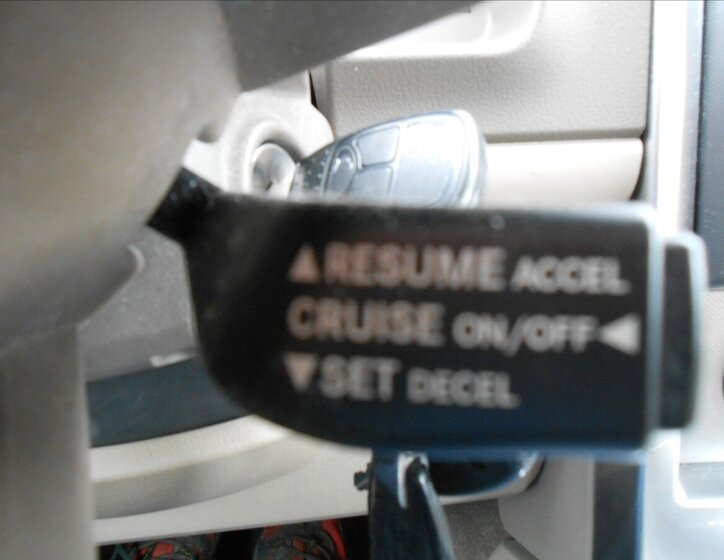 ▲RESUME ACCEL
CRUISE ON/OFF◀
▼SET DECEL